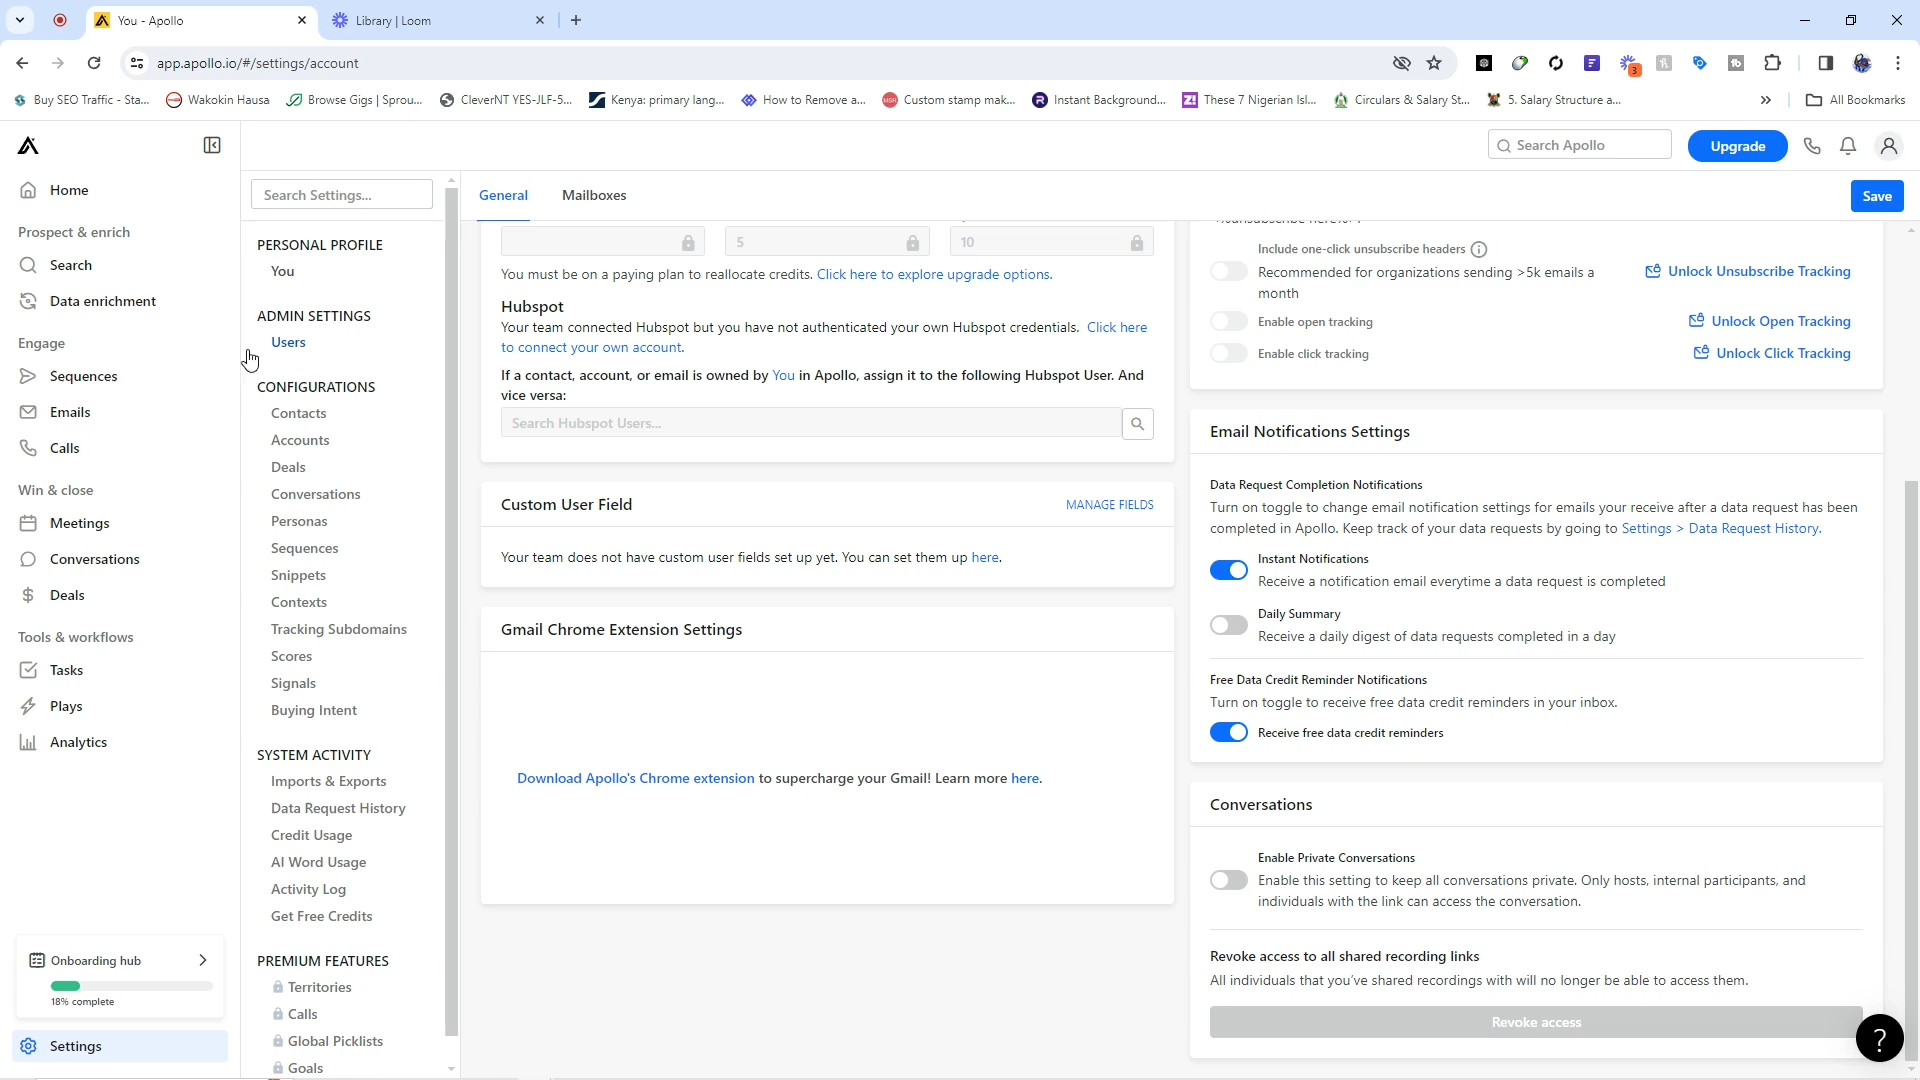 You - Apollo
Library | Loom
app.apollo.io/#/settings/account
3
Buy SEO Traffic - Sta...
Wakokin Hausa
Browse Gigs | Sprou...
CleverNT YES-JLF-5...
Kenya: primary lang...
How to Remove a...
Custom stamp mak...
Instant Background...
These 7 Nigerian Isl...
Circulars & Salary St...
5. Salary Structure a...
All Bookmarks
Search Apollo
Upgrade
Home
Prospect & enrich
Search
Data enrichment
Engage
Sequences
Emails
Calls
Win & close
Meetings
Conversations
Deals
Tools & workflows
Tasks
Plays
Analytics
Onboarding hub
18% complete
Settings
Search Settings...
PERSONAL PROFILE
You
ADMIN SETTINGS
Users
CONFIGURATIONS
Contacts
Accounts
Deals
Conversations
Personas
Sequences
Snippets
Contexts
Tracking Subdomains
Scores
Signals
Buying Intent
SYSTEM ACTIVITY
Imports & Exports
Data Request History
Credit Usage
AI Word Usage
Activity Log
Get Free Credits
PREMIUM FEATURES
Territories
Calls
Global Picklists
Goals
General
Mailboxes
Save
5
10
You must be on a paying plan to reallocate credits. Click here to explore upgrade options.
Hubspot
Your team connected Hubspot but you have not authenticated your own Hubspot credentials. Click here
to connect your own account.
If a contact, account, or email is owned by You in Apollo, assign it to the following Hubspot User. And
vice versa:
Search Hubspot Users...
Custom User Field
MANAGE FIELDS
Your team does not have custom user fields set up yet. You can set them up here.
Gmail Chrome Extension Settings
Download Apollo's Chrome extension to supercharge your Gmail! Learn more here.
Include one-click unsubscribe headers
Recommended for organizations sending >5k emails a
month
Unlock Unsubscribe Tracking
Enable open tracking
Unlock Open Tracking
Enable click tracking
Unlock Click Tracking
Email Notifications Settings
Data Request Completion Notifications
Turn on toggle to change email notification settings for emails your receive after a data request has been
completed in Apollo. Keep track of your data requests by going to Settings > Data Request History.
Instant Notifications
Receive a notification email everytime a data request is completed
Daily Summary
Receive a daily digest of data requests completed in a day
Free Data Credit Reminder Notifications
Turn on toggle to receive free data credit reminders in your inbox.
Receive free data credit reminders
Conversations
Enable Private Conversations
Enable this setting to keep all conversations private. Only hosts, internal participants, and
individuals with the link can access the conversation.
Revoke access to all shared recording links
All individuals that you've shared recordings with will no longer be able to access them.
Revoke access
?